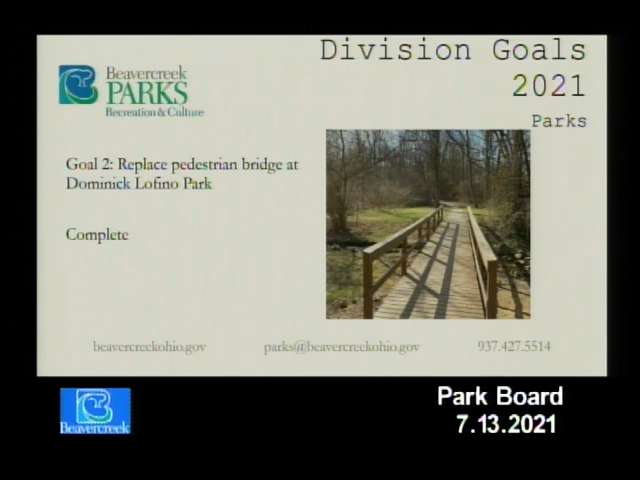 Division Goals
2021
Parks
Beavercreek
PARKS
Recreation & Culture
Goal 2: Replace pedestrian bridge at
Dominick Lofino Park
Complete
beavercreekohio.gov
parks@beavercreekohio.gov
937.427.5514
Beavercreek
Park Board
7.13.2021